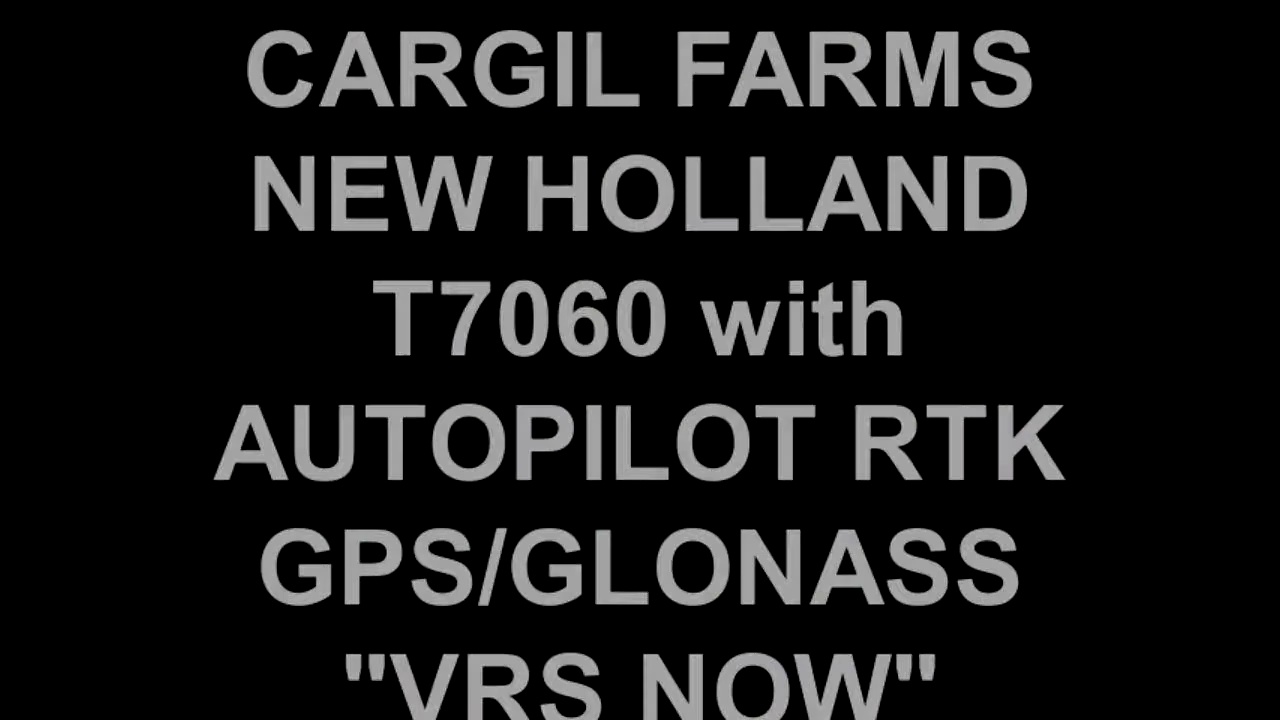 CARGIL FARMS
NEW HOLLAND
T7060 with
AUTOPILOT RTK
GPS/GLONASS
"VRS NOW"